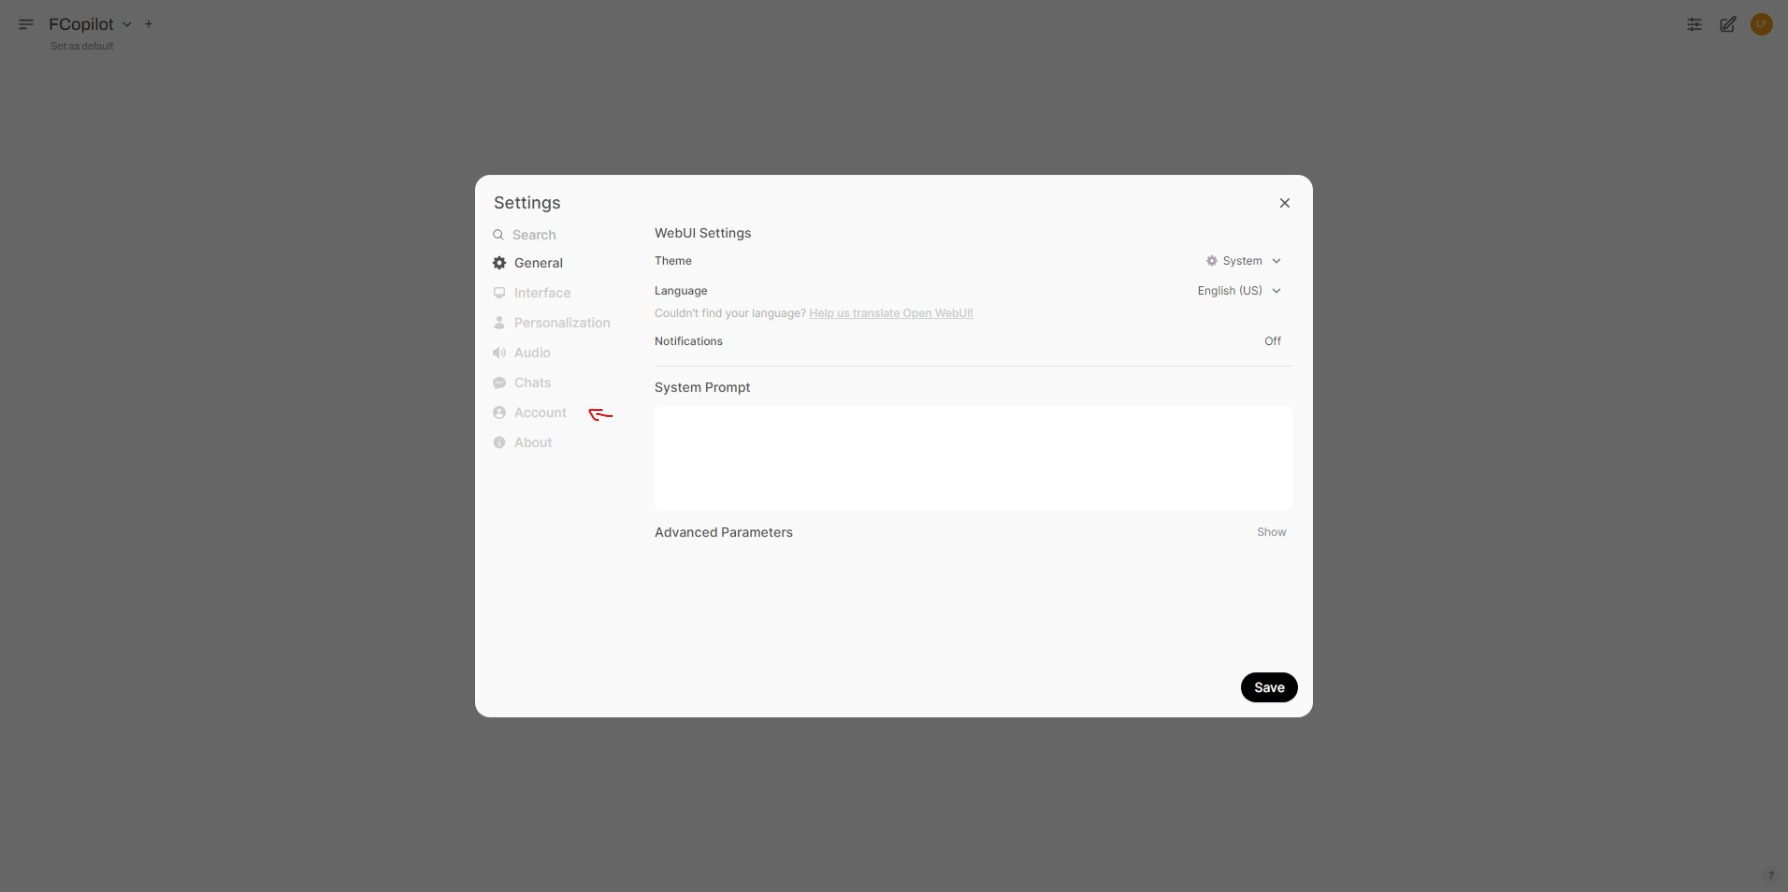 FCopilot
Set as default
LF
Settings
Search
General
Interface
Personalization
Audio
Chats
Account
About
WebUI Settings
Theme System
Language English (US)
Couldn't find your language? Help us translate Open WebUI!
Notifications Off
System Prompt
Advanced Parameters Show
Save
?